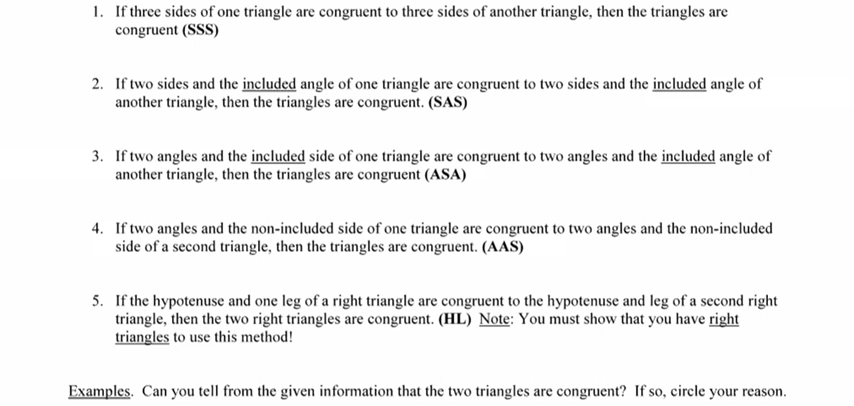 1. If three sides of one triangle are congruent to three sides of another triangle, then the triangles are
congruent (SSS)
2. If two sides and the included angle of one triangle are congruent to two sides and the included angle of
another triangle, then the triangles are congruent. (SAS)
3. If two angles and the included side of one triangle are congruent to two angles and the included angle of
another triangle, then the triangles are congruent (ASA)
4. If two angles and the non-included side of one triangle are congruent to two angles and the non-included
side of a second triangle, then the triangles are congruent. (AAS)
5. If the hypotenuse and one leg of a right triangle are congruent to the hypotenuse and leg of a second right
triangle, then the two right triangles are congruent. (HL) Note: You must show that you have right
triangles to use this method!
Examples. Can you tell from the given information that the two triangles are congruent? If so, circle your reason.